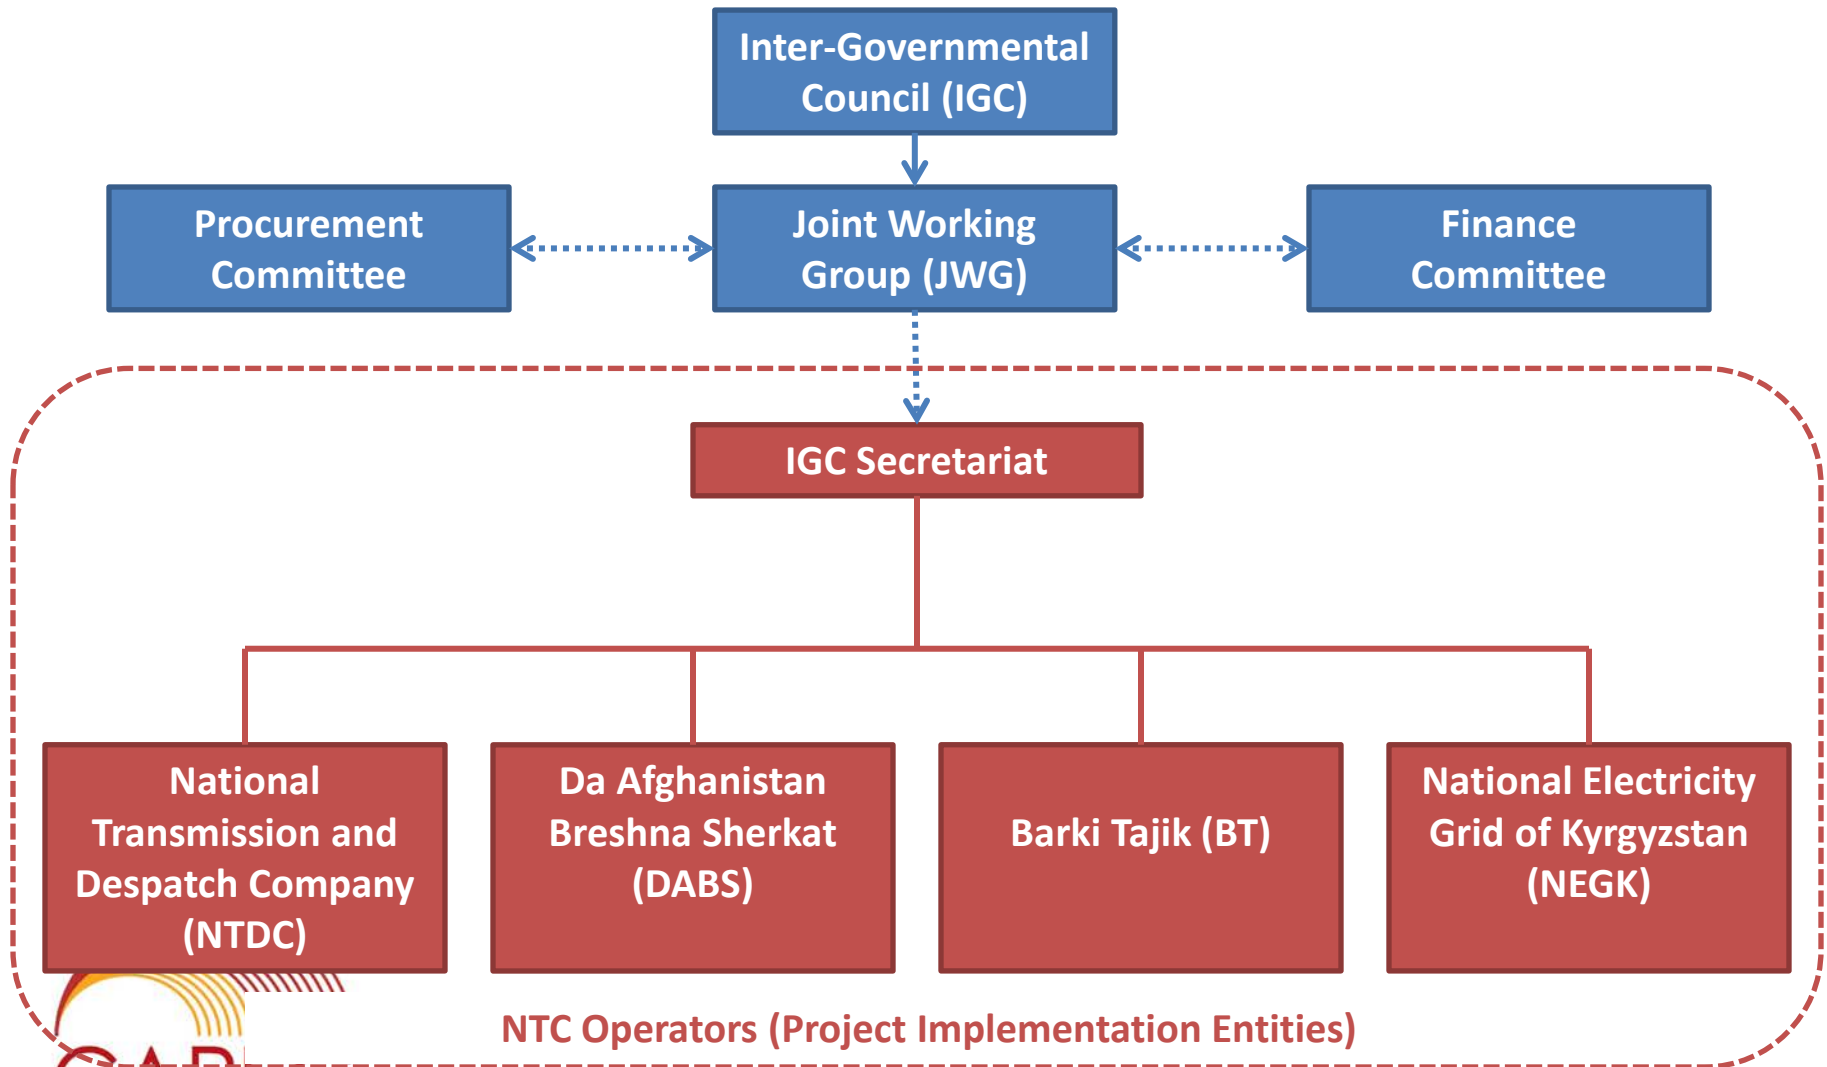 Inter-Governmental
Council (IGC)
Procurement
Committee
Joint Working
Group (JWG)
Finance
Committee
IGC Secretariat
National
Transmission and
Despatch Company
(NTDC)
Da Afghanistan
Breshna Sherkat
(DABS)
Barki Tajik (BT)
National Electricity
Grid of Kyrgyzstan
(NEGK)
NTC Operators (Project Implementation Entities)